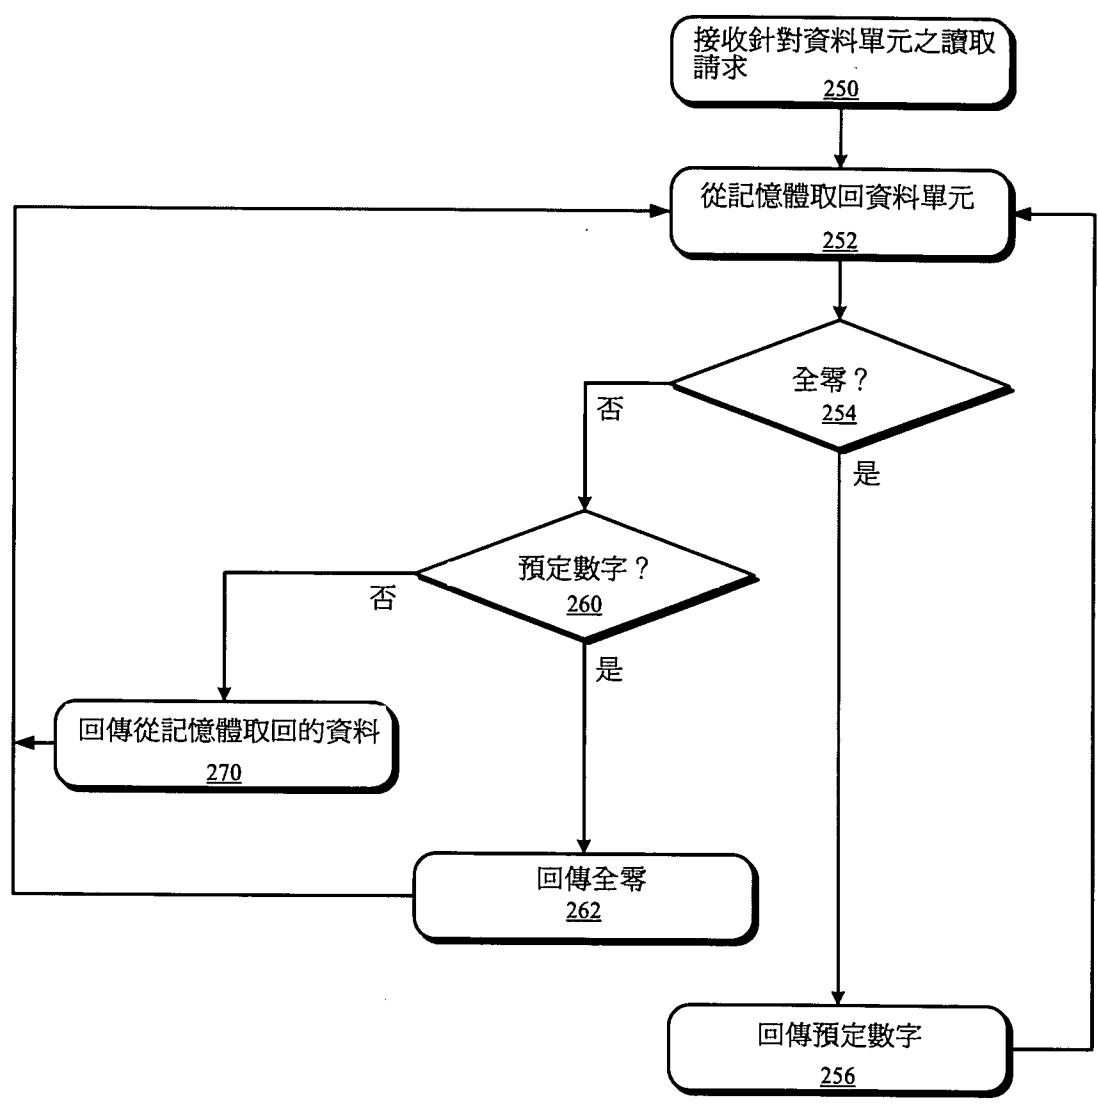 接收針對資料單元之讀取
請求
250
從記憶體取回資料單元
252
全零？
254
否
是
預定數字？
260
否
是
回傳從記憶體取回的資料
270
回傳全零
262
回傳預定數字
256